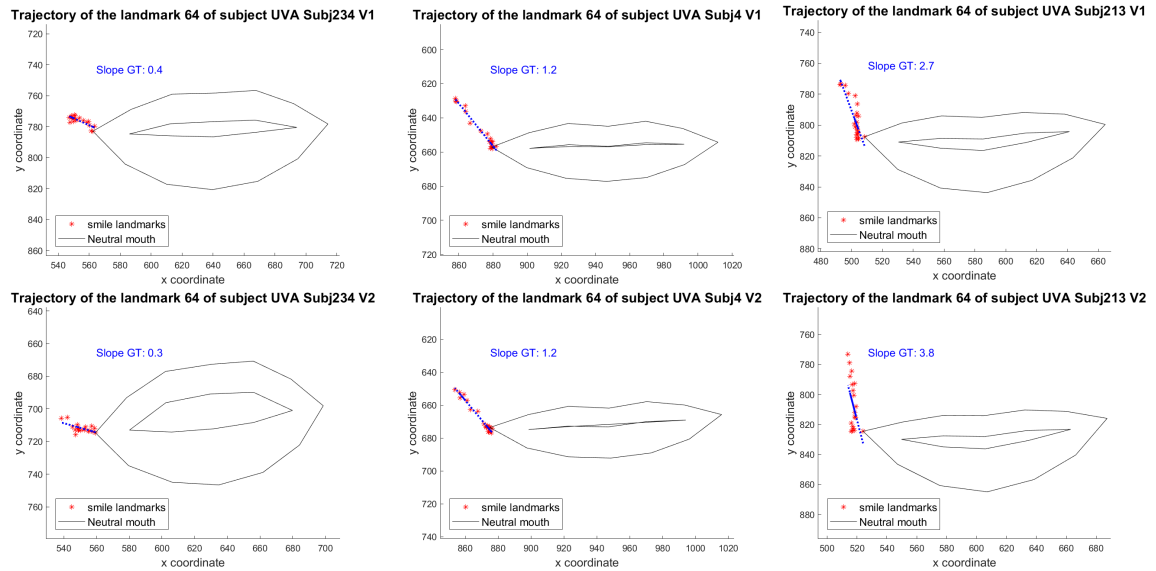 Trajectory of the landmark 64 of subject UVA Subj234 V1
720
740
760
780
800
820
840
860
y coordinate
Slope GT: 0.4
smile landmarks
Neutral mouth
540 560 580 600 620 640 660 680 700 720
x coordinate
Trajectory of the landmark 64 of subject UVA Subj4 V1
600
620
640
660
680
700
720
y coordinate
Slope GT: 1.2
smile landmarks
Neutral mouth
860 880 900 920 940 960 980 1000 1020
x coordinate
Trajectory of the landmark 64 of subject UVA Subj213 V1
740
760
780
800
820
840
860
880
y coordinate
Slope GT: 2.7
smile landmarks
Neutral mouth
480 500 520 540 560 580 600 620 640 660
x coordinate
Trajectory of the landmark 64 of subject UVA Subj234 V2
640
660
680
700
720
740
760
y coordinate
Slope GT: 0.3
smile landmarks
Neutral mouth
540 560 580 600 620 640 660 680 700
x coordinate
Trajectory of the landmark 64 of subject UVA Subj4 V2
600
620
640
660
680
700
720
740
y coordinate
Slope GT: 1.2
smile landmarks
Neutral mouth
860 880 900 920 940 960 980 1000 1020
x coordinate
Trajectory of the landmark 64 of subject UVA Subj213 V2
760
780
800
820
840
860
880
y coordinate
Slope GT: 3.8
smile landmarks
Neutral mouth
500 520 540 560 580 600 620 640 660 680
x coordinate